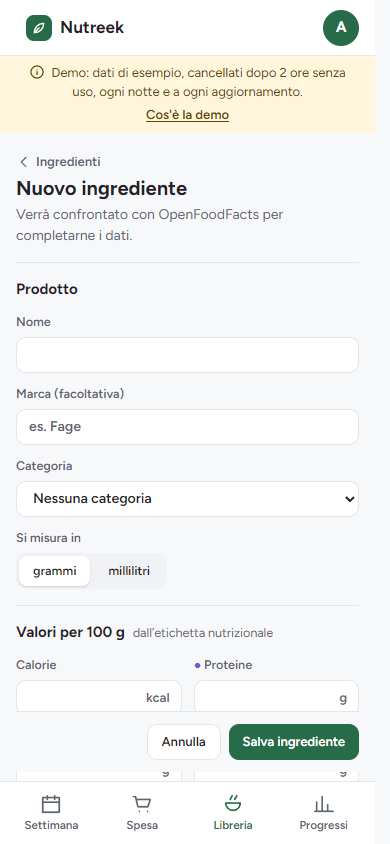 Nutreek
A
Demo: dati di esempio, cancellati dopo 2 ore senza
uso, ogni notte e a ogni aggiornamento.
Cos'è la demo
Ingredienti
Nuovo ingrediente
Verrà confrontato con OpenFoodFacts per
completarne i dati.
Prodotto
Nome
Marca (facoltativa)
es. Fage
Categoria
Nessuna categoria
Si misura in
grammi millilitri
Valori per 100 g dall'etichetta nutrizionale
Calorie Proteine
kcal g
Annulla Salva ingrediente
g g
Settimana Spesa Libreria Progressi